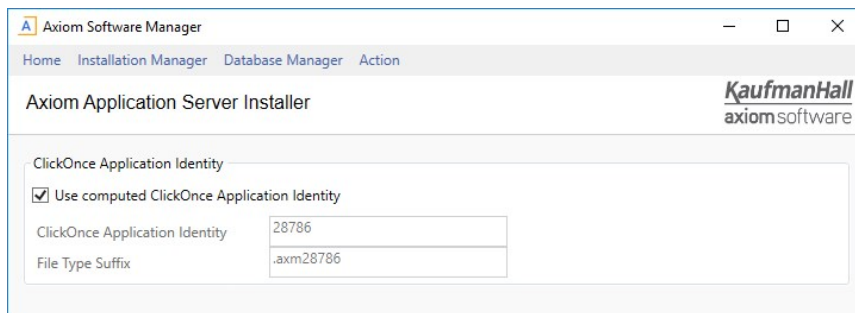 A Axiom Software Manager
Home Installation Manager Database Manager Action
Axiom Application Server Installer
KaufmanHall
axiom software
ClickOnce Application Identity
Use computed ClickOnce Application Identity
ClickOnce Application Identity 28786
File Type Suffix .axm28786